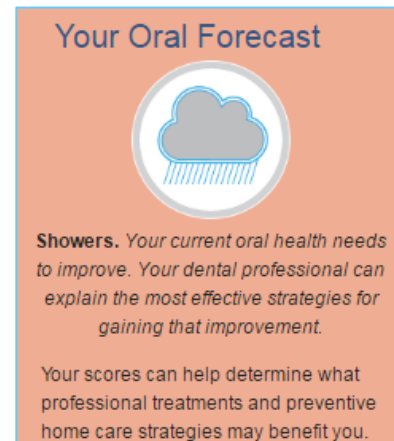 Your Oral Forecast
Showers. Your current oral health needs
to improve. Your dental professional can
explain the most effective strategies for
gaining that improvement.
Your scores can help determine what
professional treatments and preventive
home care strategies may benefit you.